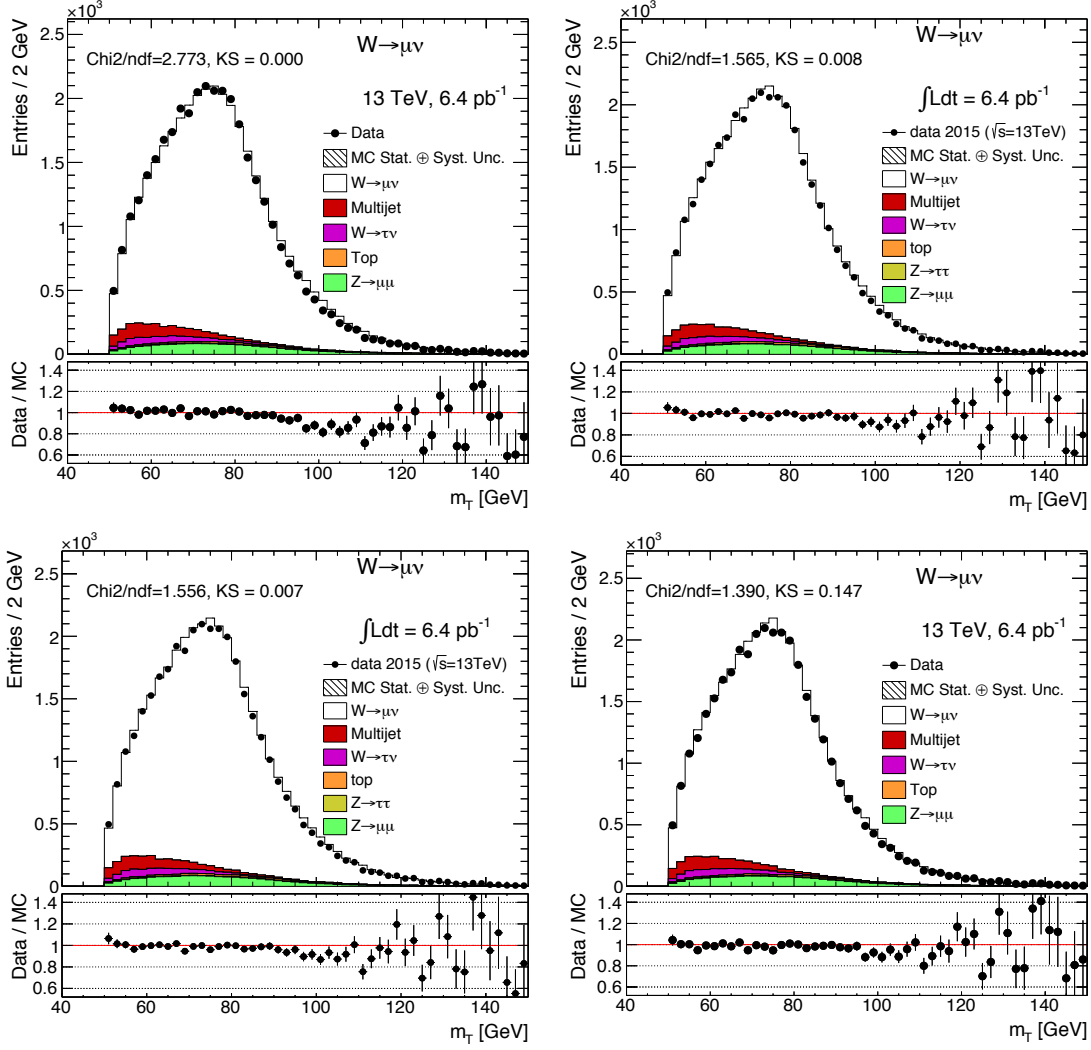 ×10³
Entries / 2 GeV
W→μν
Chi2/ndf=2.773, KS = 0.000
13 TeV, 6.4 pb⁻¹
Data
MC Stat. ⊕ Syst. Unc.
W→μν
Multijet
W→τν
Top
Z→μμ
2.5
2
1.5
1
0.5
0
Data / MC
1.4
1.2
1
0.8
0.6
40 60 80 100 120 140
m_T [GeV]
×10³
Entries / 2 GeV
W→μν
Chi2/ndf=1.565, KS = 0.008
∫Ldt = 6.4 pb⁻¹
data 2015 (√s=13TeV)
MC Stat. ⊕ Syst. Unc.
W→μν
Multijet
W→τν
top
Z→ττ
Z→μμ
2.5
2
1.5
1
0.5
0
Data / MC
1.4
1.2
1
0.8
0.6
40 60 80 100 120 140
m_T [GeV]
×10³
Entries / 2 GeV
W→μν
Chi2/ndf=1.556, KS = 0.007
∫Ldt = 6.4 pb⁻¹
data 2015 (√s=13TeV)
MC Stat. ⊕ Syst. Unc.
W→μν
Multijet
W→τν
top
Z→ττ
Z→μμ
2.5
2
1.5
1
0.5
0
Data / MC
1.4
1.2
1
0.8
0.6
40 60 80 100 120 140
m_T [GeV]
×10³
Entries / 2 GeV
W→μν
Chi2/ndf=1.390, KS = 0.147
13 TeV, 6.4 pb⁻¹
Data
MC Stat. ⊕ Syst. Unc.
W→μν
Multijet
W→τν
Top
Z→μμ
2.5
2
1.5
1
0.5
0
Data / MC
1.4
1.2
1
0.8
0.6
40 60 80 100 120 140
m_T [GeV]